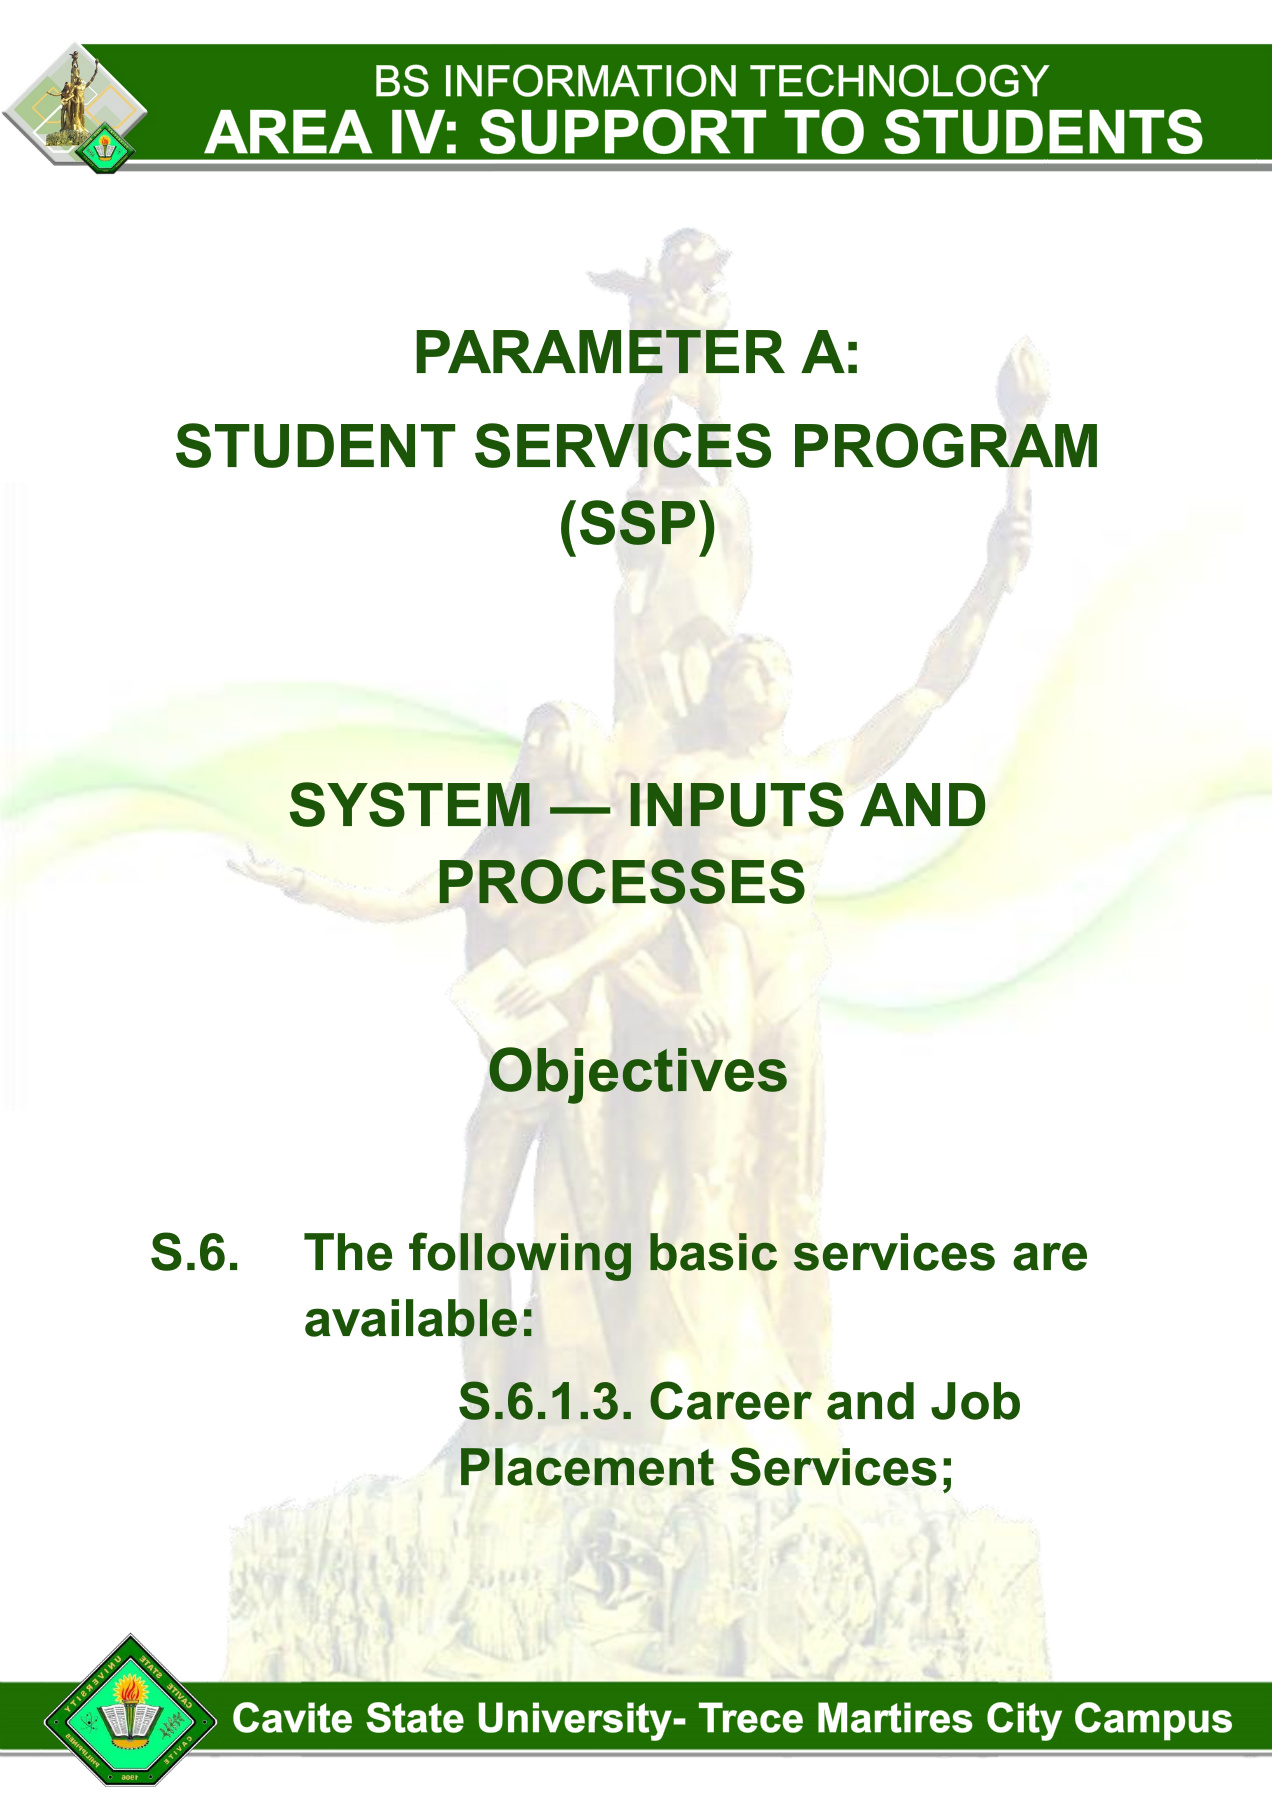 BS INFORMATION TECHNOLOGY
AREA IV: SUPPORT TO STUDENTS
PARAMETER A:
STUDENT SERVICES PROGRAM
(SSP)
SYSTEM — INPUTS AND
PROCESSES
Objectives
S.6. The following basic services are
available:
S.6.1.3. Career and Job
Placement Services;
CAVITE STATE UNIVERSITY
CAVITE PHILIPPINES
1906
Cavite State University- Trece Martires City Campus